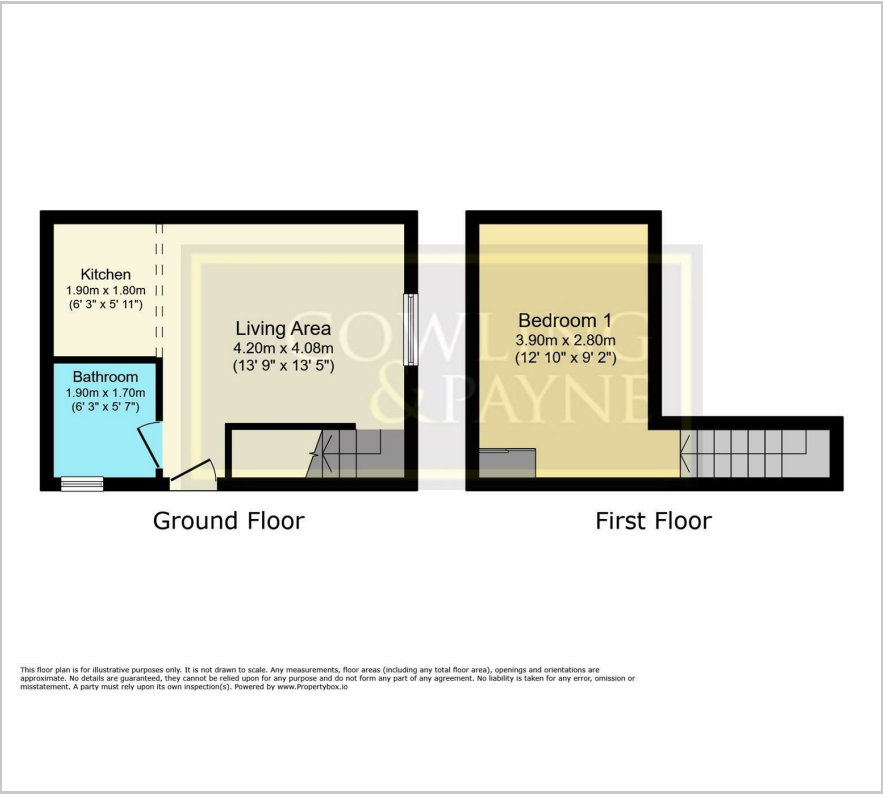 Kitchen
1.90m x 1.80m
(6' 3" x 5' 11")
Living Area
4.20m x 4.08m
(13' 9" x 13' 5")
Bathroom
1.90m x 1.70m
(6' 3" x 5' 7")
Bedroom 1
3.90m x 2.80m
(12' 10" x 9' 2")
COWLING
& PAYNE
Ground Floor
First Floor
This floor plan is for illustrative purposes only. It is not drawn to scale. Any measurements, floor areas (including any total floor area), openings and orientations are
approximate. No details are guaranteed, they cannot be relied upon for any purpose and do not form any part of any agreement. No liability is taken for any error, omission or
misstatement. A party must rely upon its own inspection(s). Powered by www.Propertybox.io